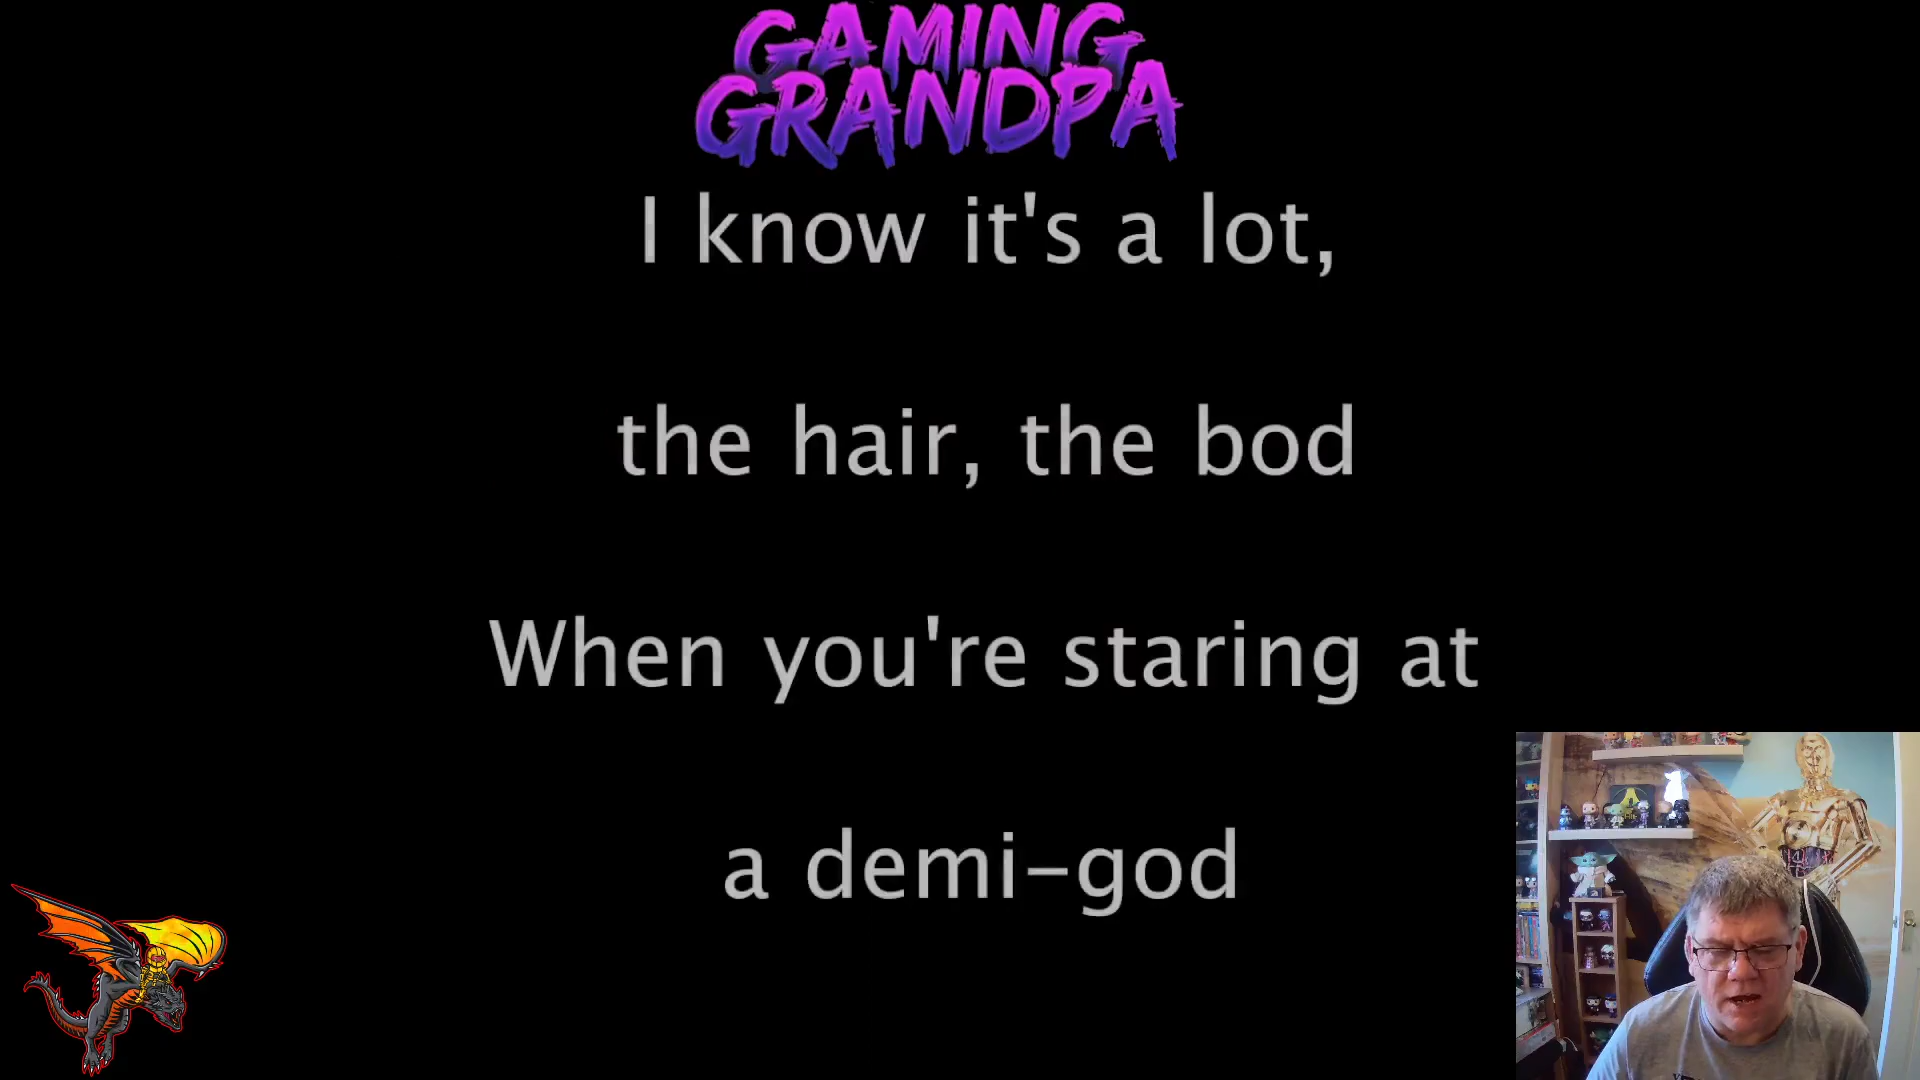 GAMING
GRANDPA
I know it's a lot,
the hair, the bod
When you're staring at
a demi-god